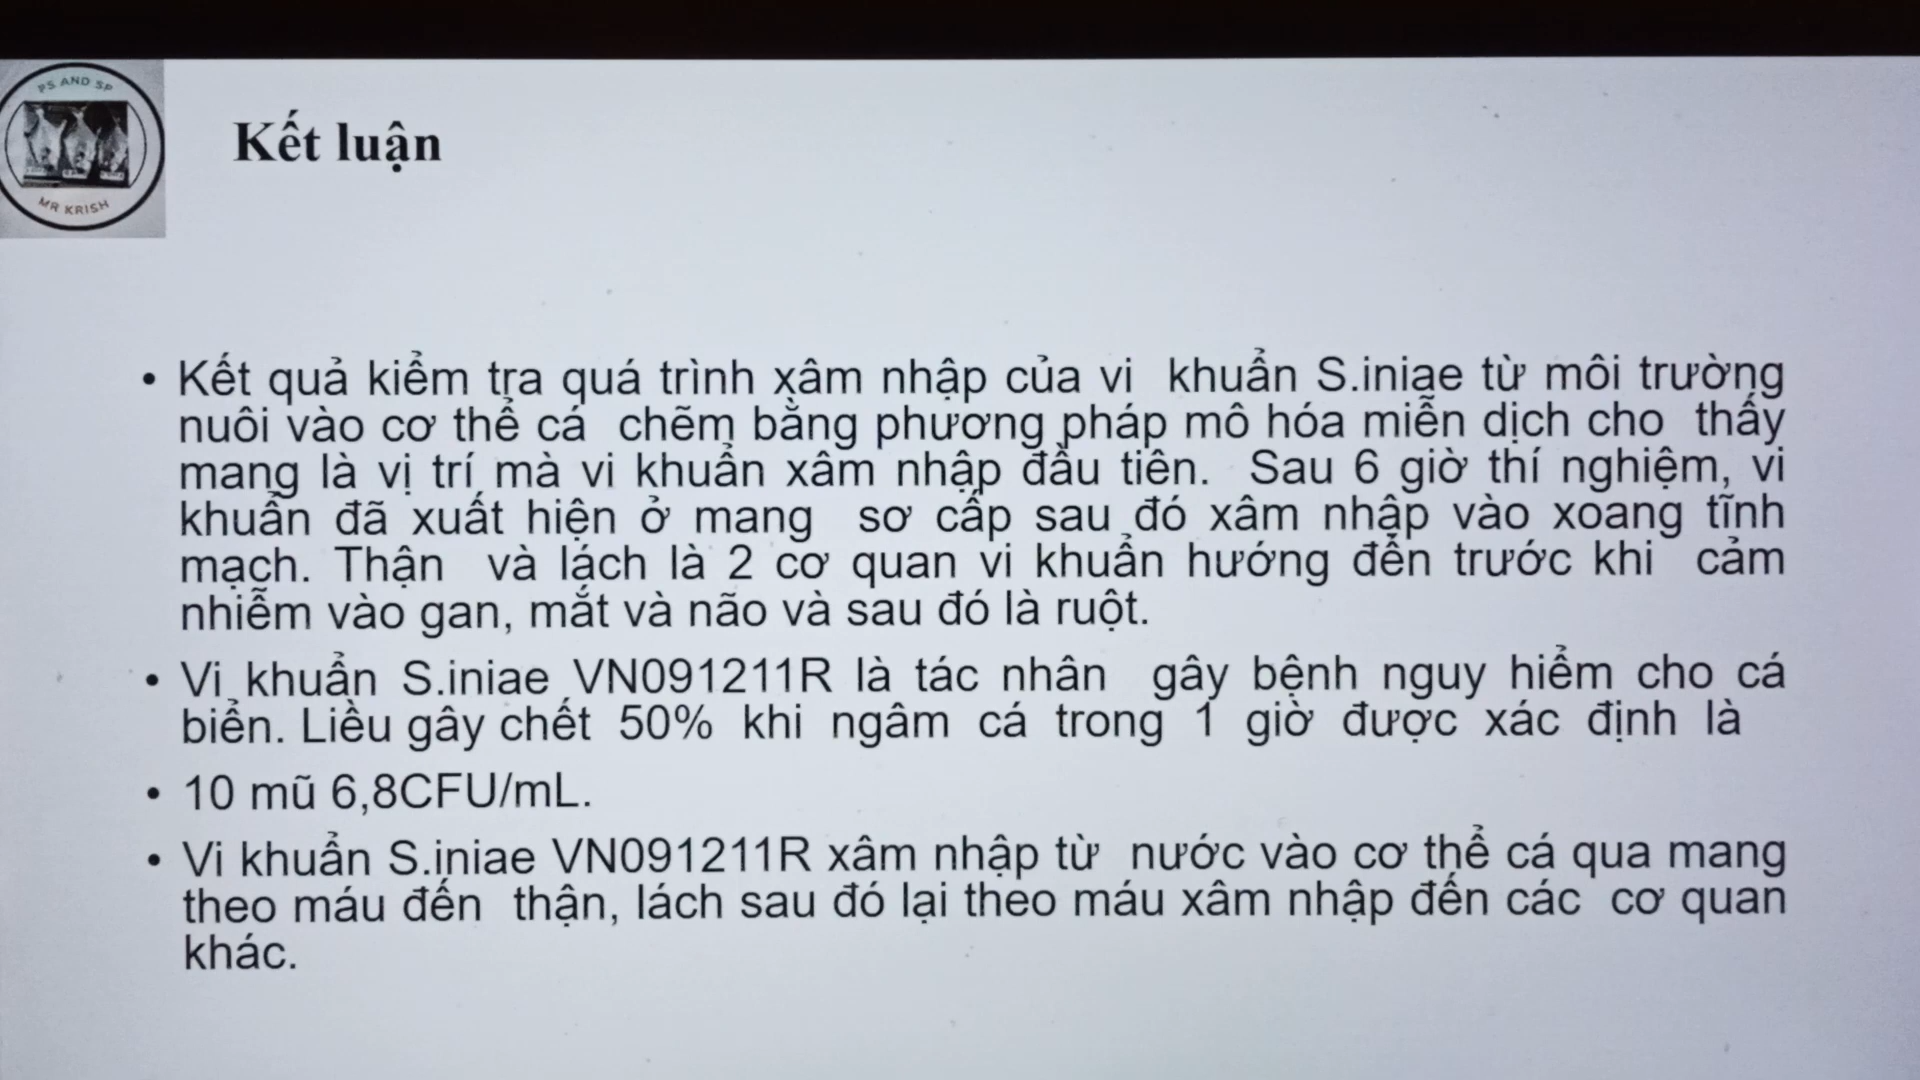 PS AND SP
MR KRISH
Kết luận
• Kết quả kiểm tra quá trình xâm nhập của vi khuẩn S.iniae từ môi trường
nuôi vào cơ thể cá chẽm bằng phương pháp mô hóa miễn dịch cho thấy
mang là vị trí mà vi khuẩn xâm nhập đầu tiên. Sau 6 giờ thí nghiệm, vi
khuẩn đã xuất hiện ở mang sơ cấp sau đó xâm nhập vào xoang tĩnh
mạch. Thận và lách là 2 cơ quan vi khuẩn hướng đến trước khi cảm
nhiễm vào gan, mắt và não và sau đó là ruột.
• Vi khuẩn S.iniae VN091211R là tác nhân gây bệnh nguy hiểm cho cá
biển. Liều gây chết 50% khi ngâm cá trong 1 giờ được xác định là
• 10 mũ 6,8CFU/mL.
• Vi khuẩn S.iniae VN091211R xâm nhập từ nước vào cơ thể cá qua mang
theo máu đến thận, lách sau đó lại theo máu xâm nhập đến các cơ quan
khác.